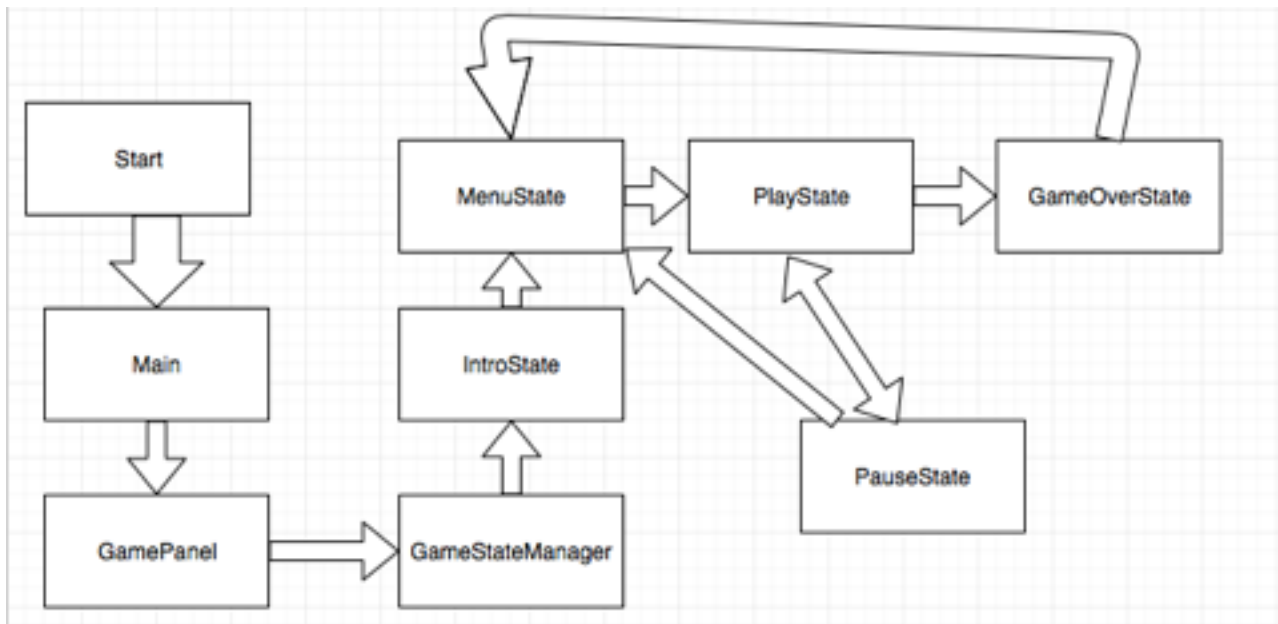 Start
MenuState
PlayState
GameOverState
Main
IntroState
PauseState
GamePanel
GameStateManager